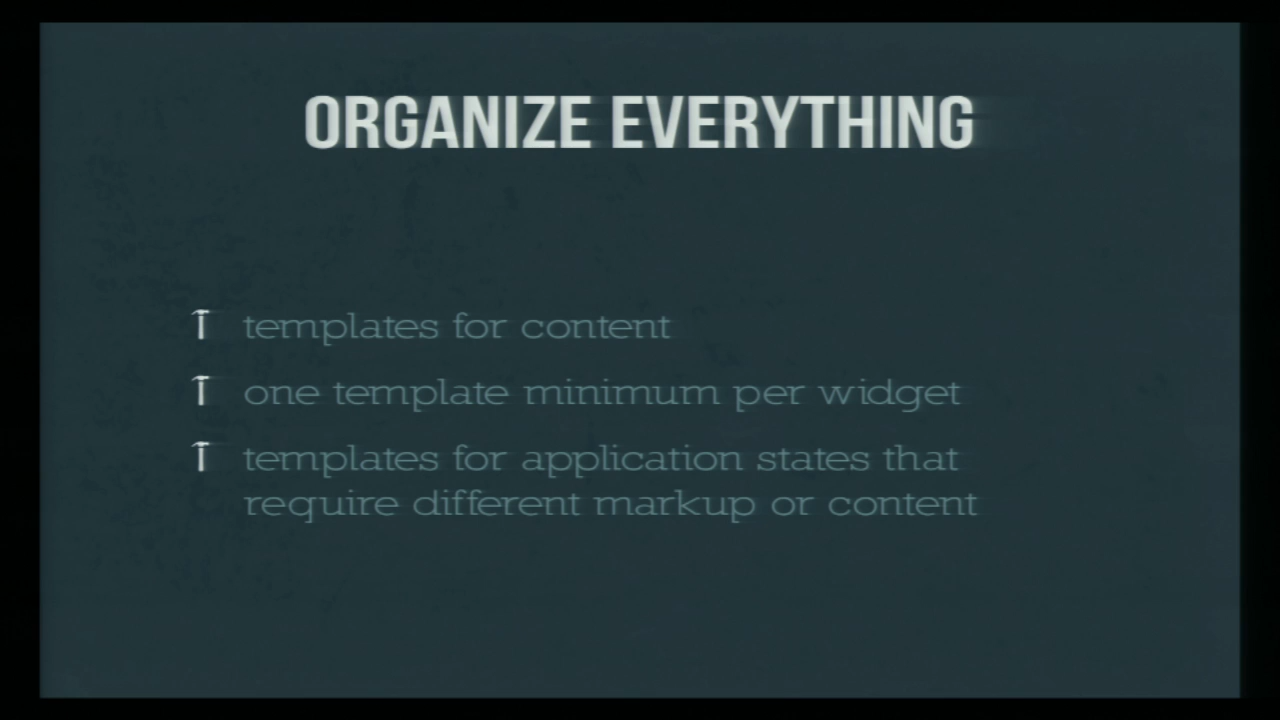 ORGANIZE EVERYTHING
templates for content
one template minimum per widget
templates for application states that
require different markup or content